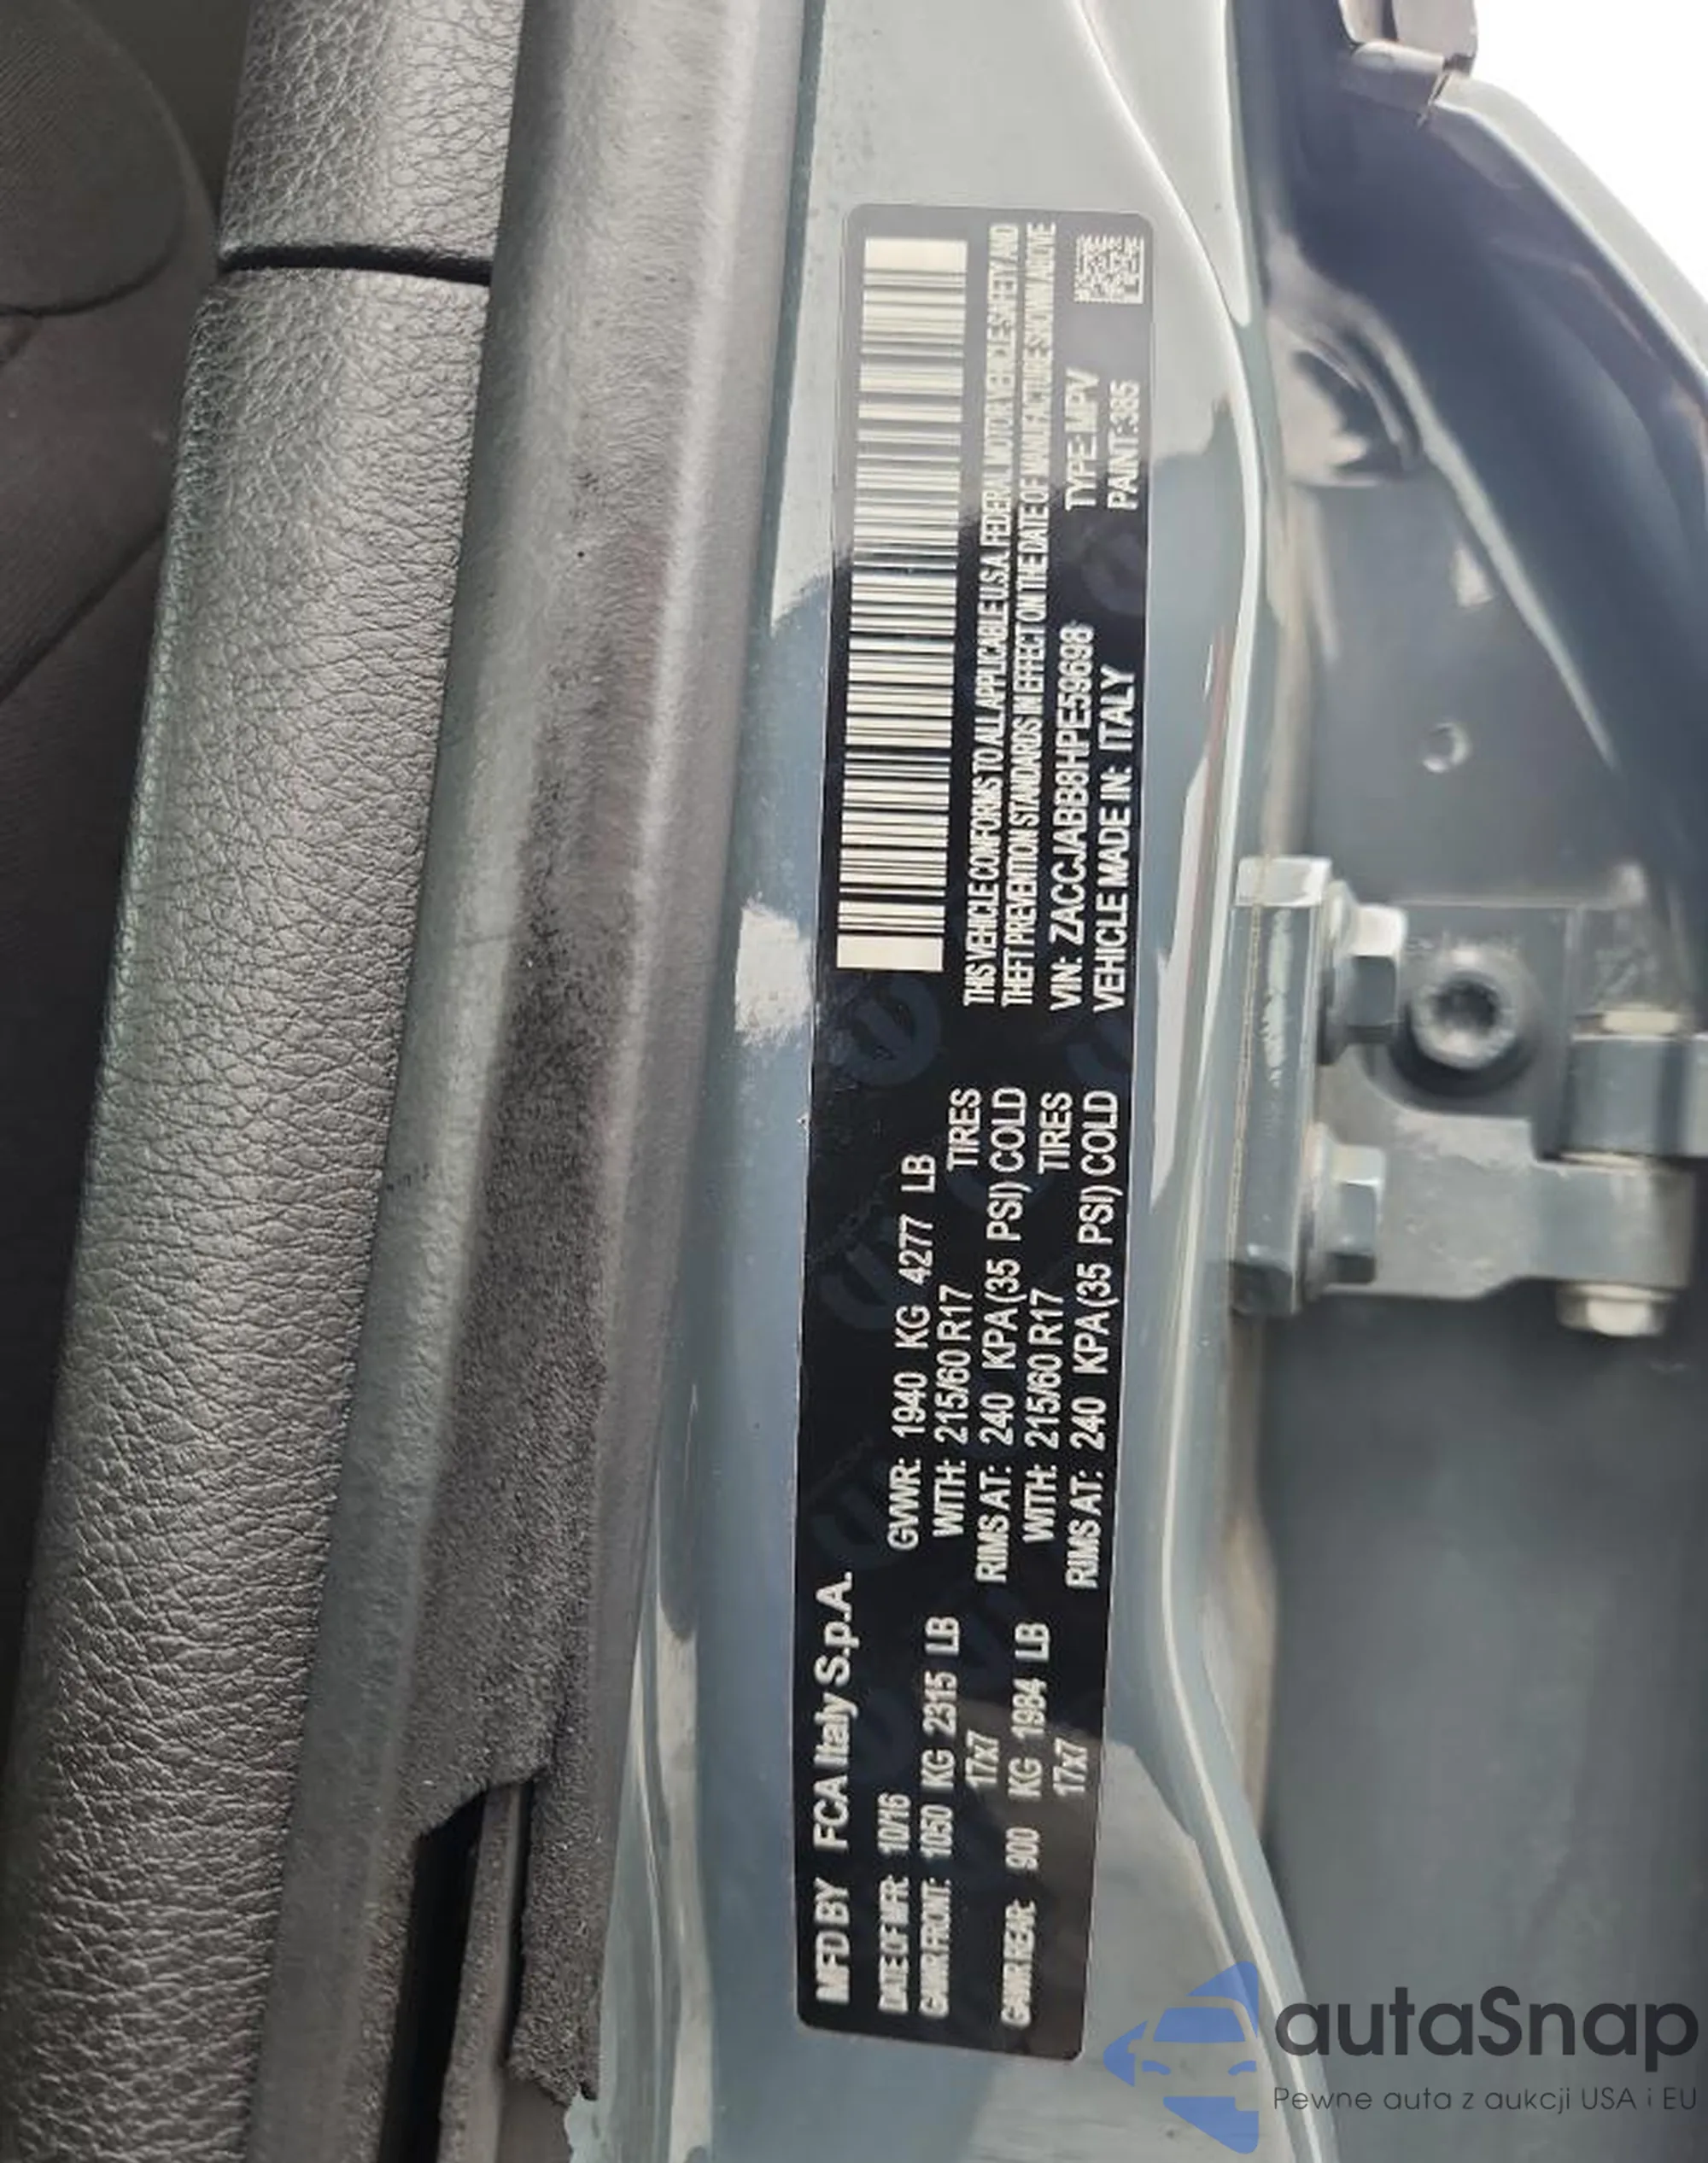 MFD BY FCA Italy S.p.A.
DATE OF MFR: 10/16
GVWR: 1940 KG 4277 LB
GAWR FRONT: 1050 KG 2315 LB
WITH: 215/60 R17 TIRES
17x7
RIMS AT: 240 KPA (35 PSI) COLD
GAWR REAR: 900 KG 1984 LB
WITH: 215/60 R17 TIRES
17x7
RIMS AT: 240 KPA (35 PSI) COLD
THIS VEHICLE CONFORMS TO ALL APPLICABLE U.S.A. FEDERAL MOTOR VEHICLE SAFETY AND
THEFT PREVENTION STANDARDS IN EFFECT ON THE DATE OF MANUFACTURE SHOWN ABOVE
VIN: ZACCJABB8HPE59698 TYPE: MPV
VEHICLE MADE IN: ITALY PAINT: 385
autaSnap
Pewne auta z aukcji USA i EU